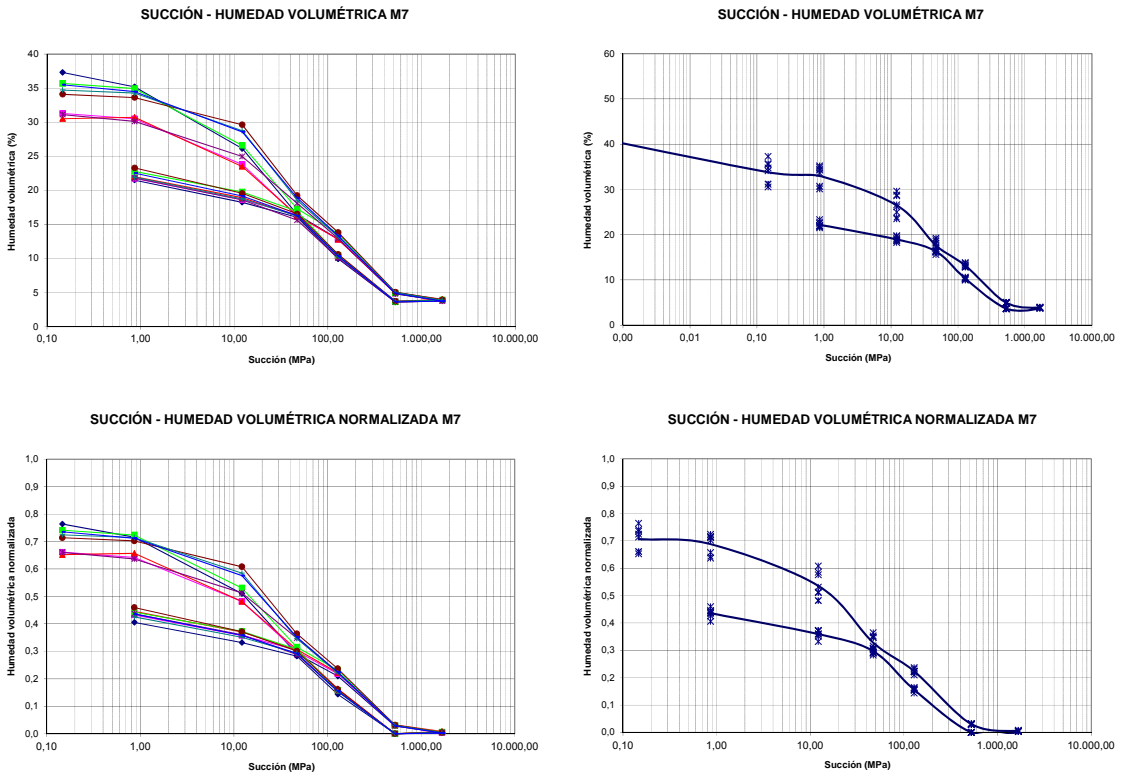 SUCCIÓN - HUMEDAD VOLUMÉTRICA M7
40
35
30
25
20
15
10
5
0
Humedad volumétrica (%)
0,10 1,00 10,00 100,00 1.000,00 10.000,00
Succión (MPa)
SUCCIÓN - HUMEDAD VOLUMÉTRICA M7
60
50
40
30
20
10
0
Humedad volumétrica (%)
0,00 0,01 0,10 1,00 10,00 100,00 1.000,00 10.000,00
Succión (MPa)
SUCCIÓN - HUMEDAD VOLUMÉTRICA NORMALIZADA M7
1,0
0,9
0,8
0,7
0,6
0,5
0,4
0,3
0,2
0,1
0,0
Humedad volumétrica normalizada
0,10 1,00 10,00 100,00 1.000,00 10.000,00
Succión (MPa)
SUCCIÓN - HUMEDAD VOLUMÉTRICA NORMALIZADA M7
1,0
0,9
0,8
0,7
0,6
0,5
0,4
0,3
0,2
0,1
0,0
Humedad volumétrica normalizada
0,10 1,00 10,00 100,00 1.000,00 10.000,00
Succión (MPa)